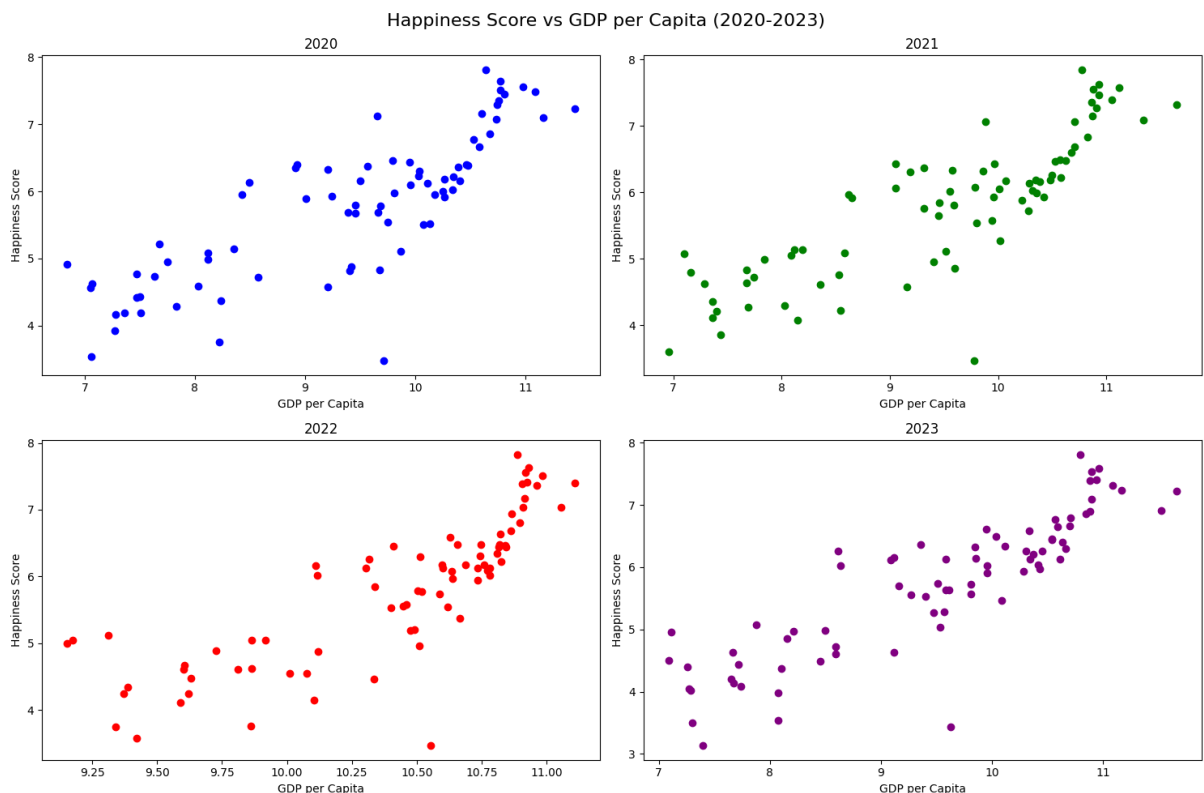 Happiness Score vs GDP per Capita (2020-2023)
2020
Happiness Score
8
7
6
5
4
7 8 9 10 11
GDP per Capita
2021
Happiness Score
8
7
6
5
4
7 8 9 10 11
GDP per Capita
2022
Happiness Score
8
7
6
5
4
9.25 9.50 9.75 10.00 10.25 10.50 10.75 11.00
GDP per Capita
2023
Happiness Score
8
7
6
5
4
3
7 8 9 10 11
GDP per Capita